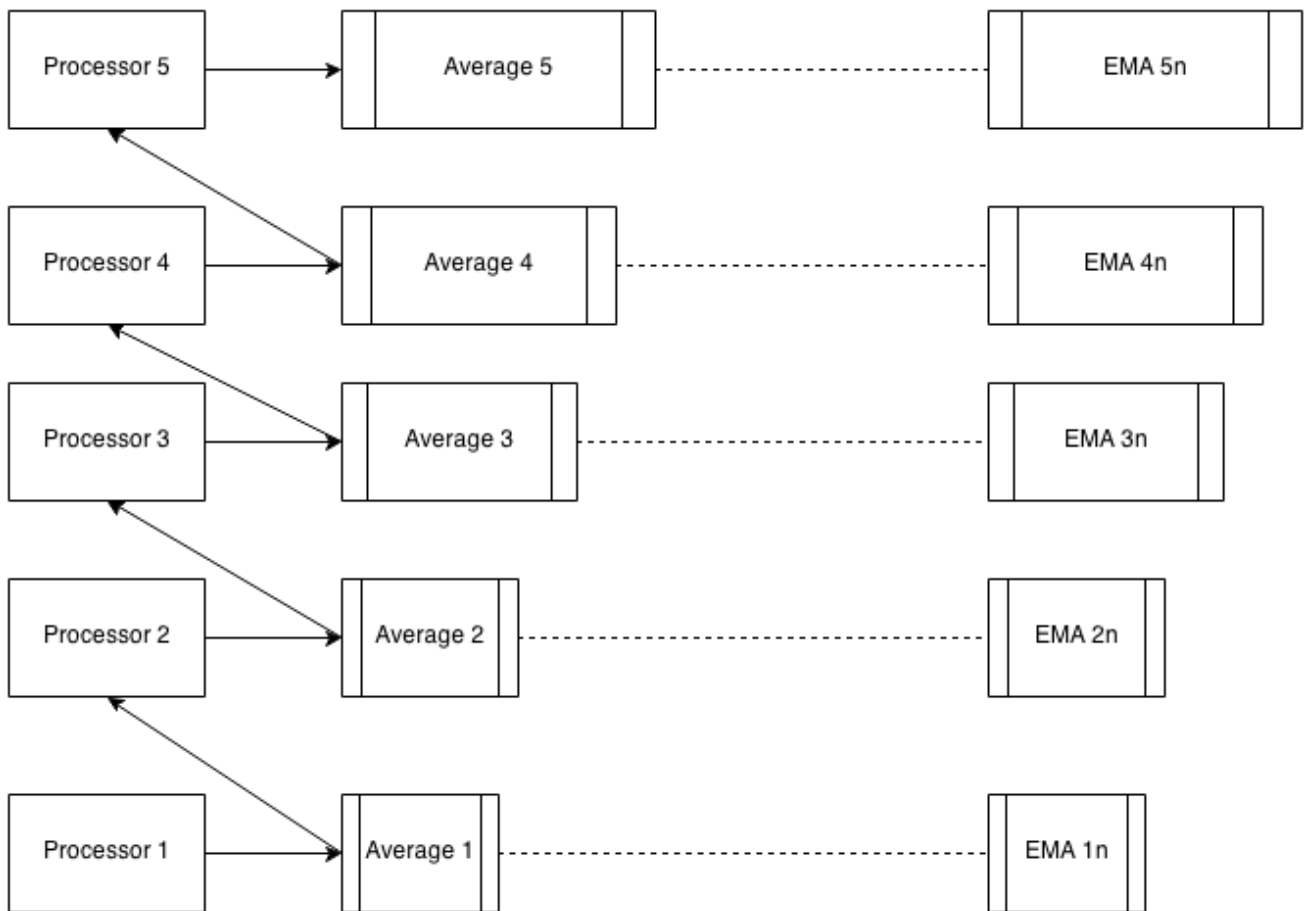 Processor 5
Average 5
EMA 5n
Processor 4
Average 4
EMA 4n
Processor 3
Average 3
EMA 3n
Processor 2
Average 2
EMA 2n
Processor 1
Average 1
EMA 1n